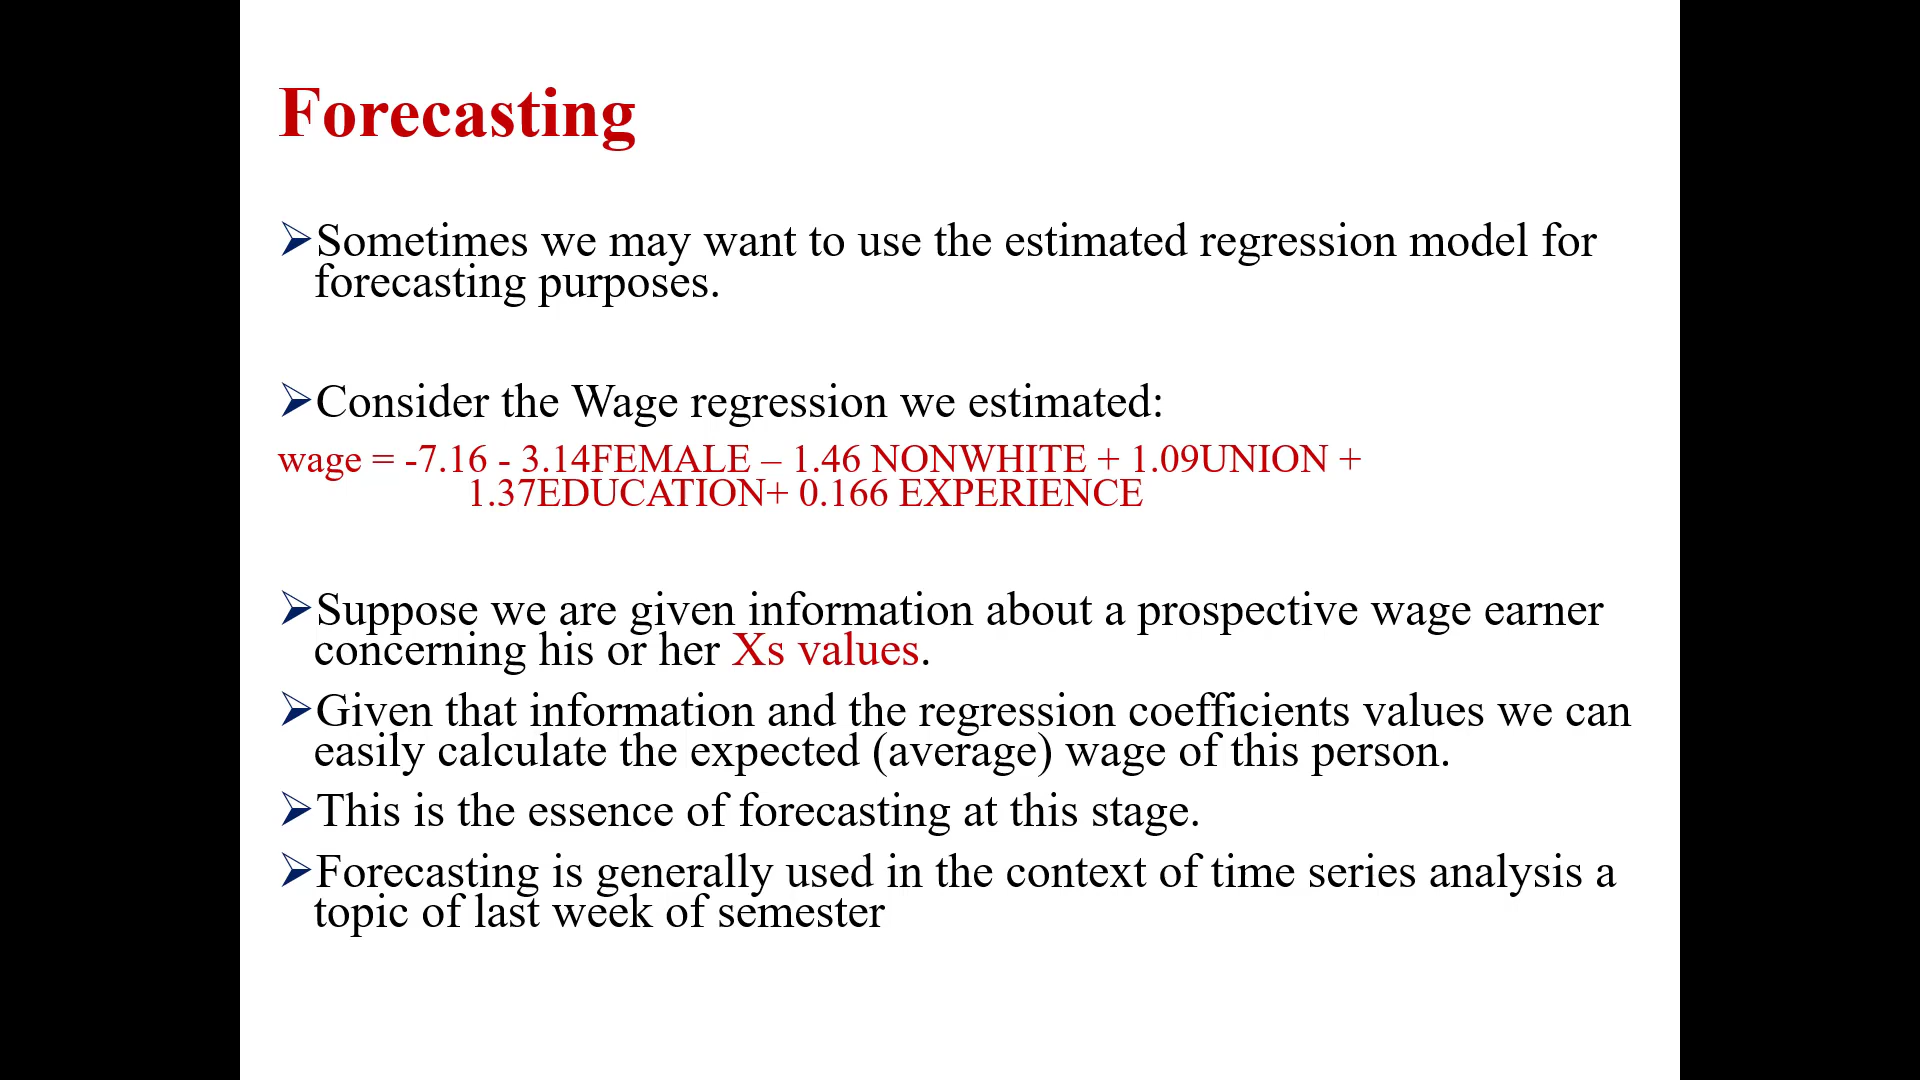 Forecasting
➢Sometimes we may want to use the estimated regression model for
forecasting purposes.
➢Consider the Wage regression we estimated:
wage = -7.16 - 3.14FEMALE – 1.46 NONWHITE + 1.09UNION +
1.37EDUCATION+ 0.166 EXPERIENCE
➢Suppose we are given information about a prospective wage earner
concerning his or her Xs values.
➢Given that information and the regression coefficients values we can
easily calculate the expected (average) wage of this person.
➢This is the essence of forecasting at this stage.
➢Forecasting is generally used in the context of time series analysis a
topic of last week of semester